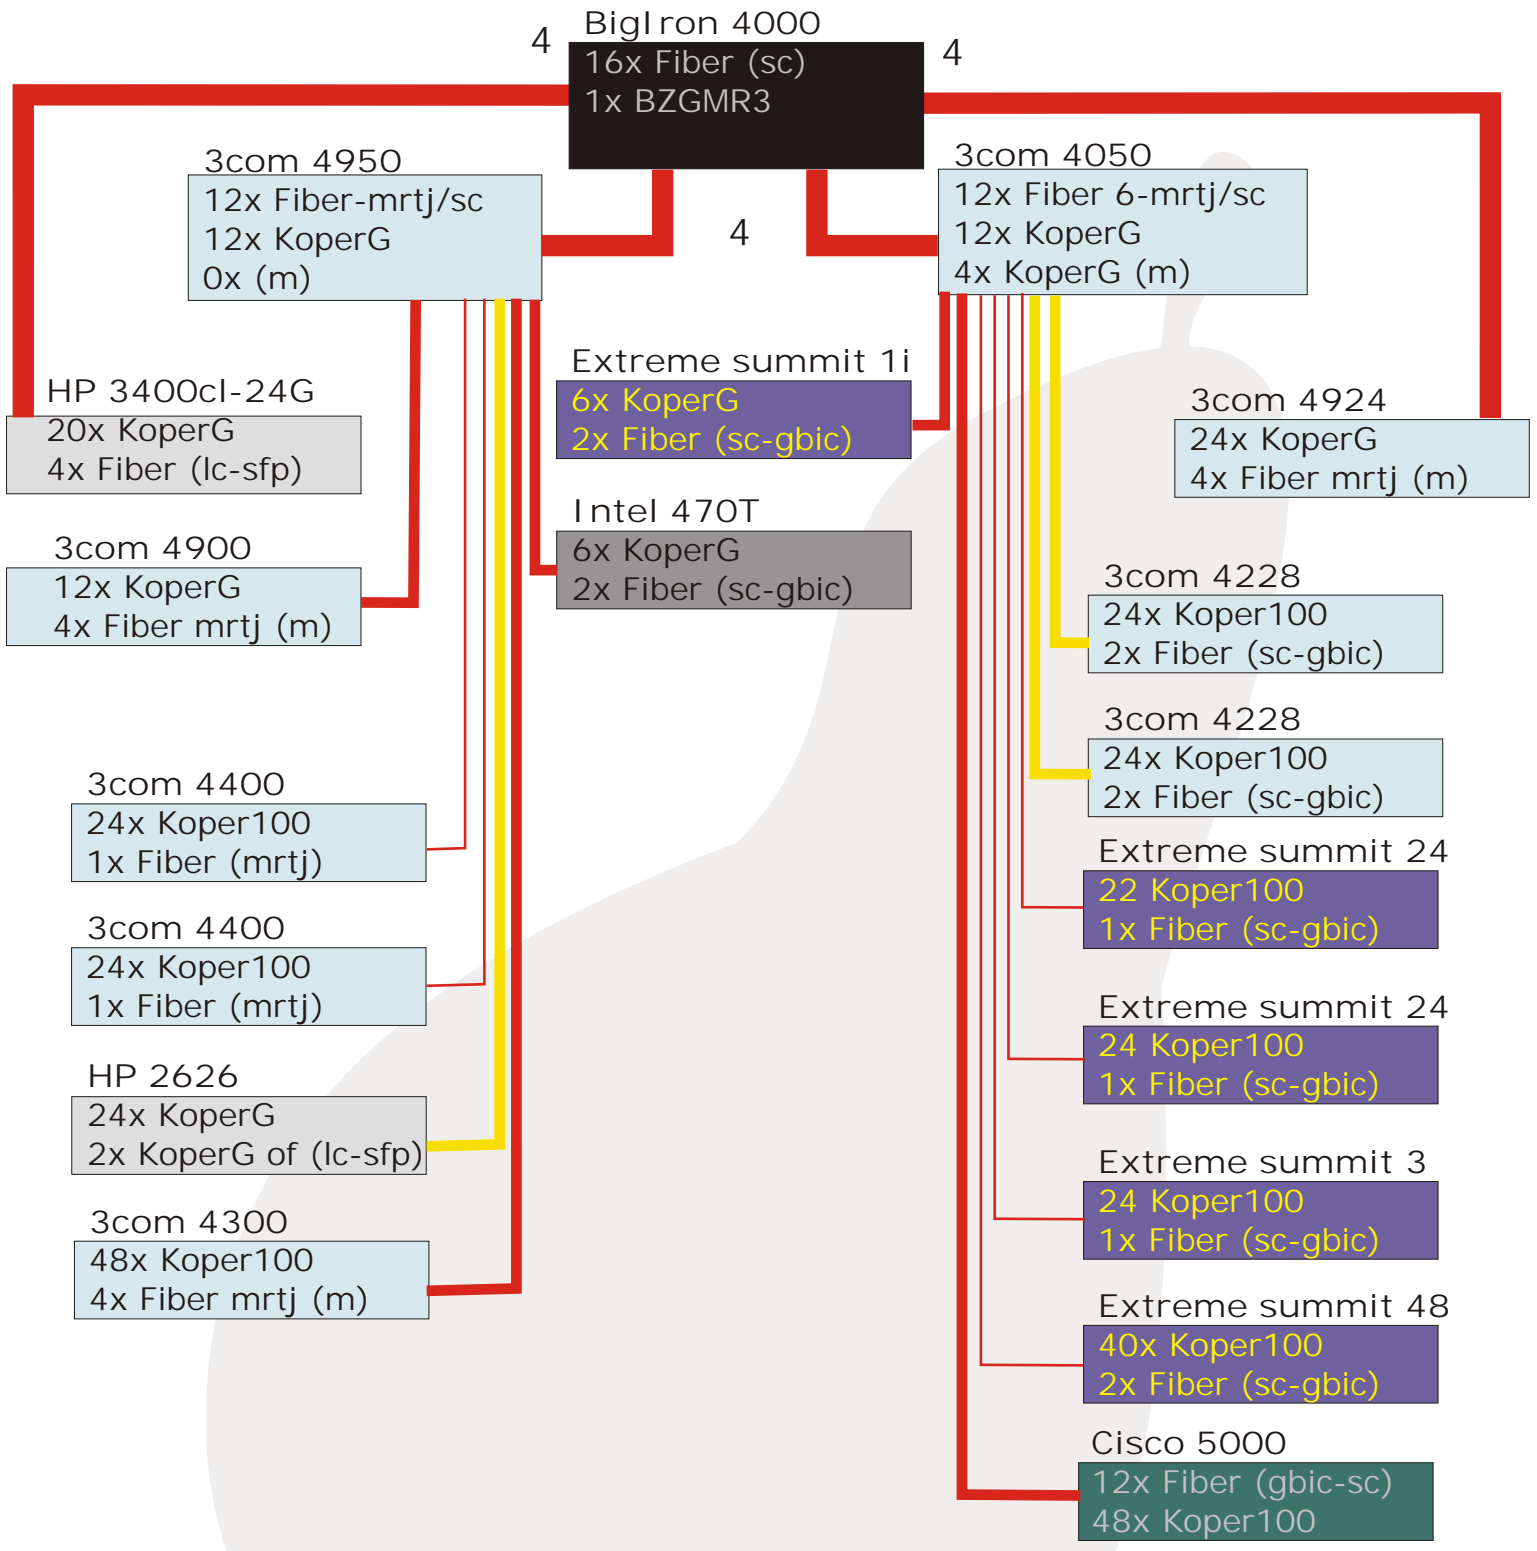 4
BigIron 4000
4
16x Fiber (sc)
1x BZGMR3
3com 4950
12x Fiber-mrtj/sc
12x KoperG
0x (m)
4
3com 4050
12x Fiber 6-mrtj/sc
12x KoperG
4x KoperG (m)
HP 3400cl-24G
20x KoperG
4x Fiber (lc-sfp)
Extreme summit 1i
6x KoperG
2x Fiber (sc-gbic)
3com 4924
24x KoperG
4x Fiber mrtj (m)
3com 4900
12x KoperG
4x Fiber mrtj (m)
Intel 470T
6x KoperG
2x Fiber (sc-gbic)
3com 4228
24x Koper100
2x Fiber (sc-gbic)
3com 4228
24x Koper100
2x Fiber (sc-gbic)
3com 4400
24x Koper100
1x Fiber (mrtj)
Extreme summit 24
22 Koper100
1x Fiber (sc-gbic)
3com 4400
24x Koper100
1x Fiber (mrtj)
Extreme summit 24
24 Koper100
1x Fiber (sc-gbic)
HP 2626
24x KoperG
2x KoperG of (lc-sfp)
Extreme summit 3
24 Koper100
1x Fiber (sc-gbic)
3com 4300
48x Koper100
4x Fiber mrtj (m)
Extreme summit 48
40x Koper100
2x Fiber (sc-gbic)
Cisco 5000
12x Fiber (gbic-sc)
48x Koper100